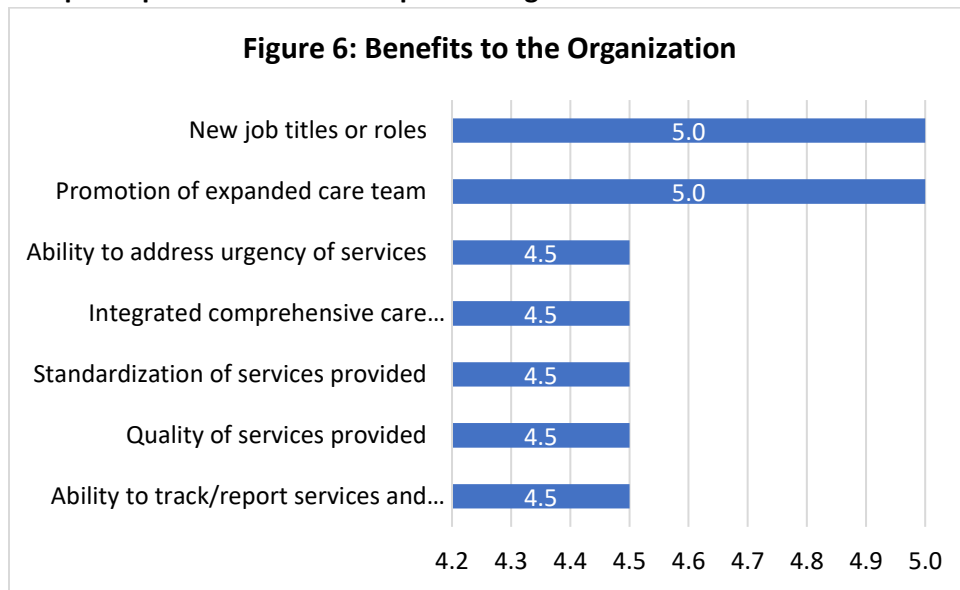 Figure 6: Benefits to the Organization
New job titles or roles 5.0
Promotion of expanded care team 5.0
Ability to address urgency of services 4.5
Integrated comprehensive care... 4.5
Standardization of services provided 4.5
Quality of services provided 4.5
Ability to track/report services and... 4.5
4.2 4.3 4.4 4.5 4.6 4.7 4.8 4.9 5.0